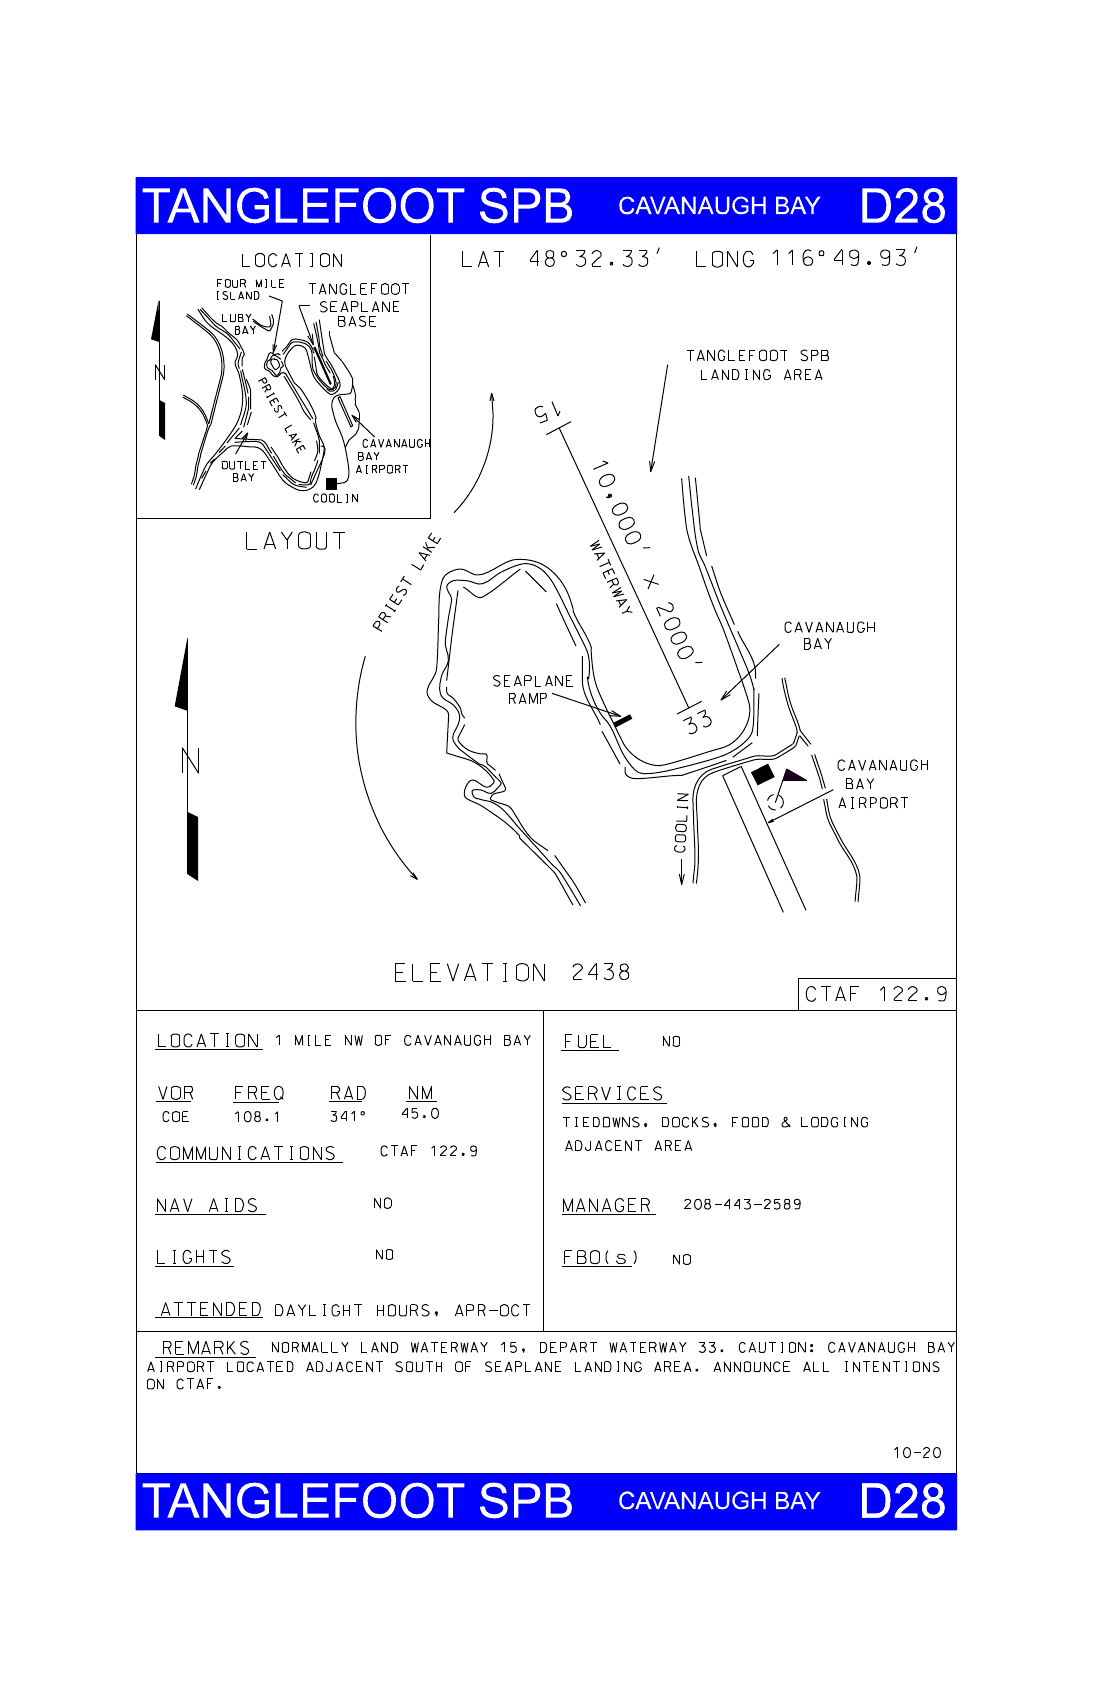 TANGLEFOOT SPB CAVANAUGH BAY D28
LOCATION
FOUR MILE
ISLAND
TANGLEFOOT
SEAPLANE
BASE
LUBY
BAY
N
PRIEST LAKE
CAVANAUGH
BAY
AIRPORT
OUTLET
BAY
COOLIN
LAT 48°32.33′ LONG 116°49.93′
TANGLEFOOT SPB
LANDING AREA
15
10,000′ X 2000′
WATERWAY
33
LAYOUT
PRIEST LAKE
CAVANAUGH
BAY
SEAPLANE
RAMP
N
CAVANAUGH
BAY
AIRPORT
COOLIN
ELEVATION 2438
CTAF 122.9
LOCATION 1 MILE NW OF CAVANAUGH BAY
VOR FREQ RAD NM
COE 108.1 341° 45.0
COMMUNICATIONS CTAF 122.9
NAV AIDS NO
LIGHTS NO
ATTENDED DAYLIGHT HOURS, APR-OCT
FUEL NO
SERVICES
TIEDOWNS, DOCKS, FOOD & LODGING
ADJACENT AREA
MANAGER 208-443-2589
FBO(s) NO
REMARKS NORMALLY LAND WATERWAY 15, DEPART WATERWAY 33. CAUTION: CAVANAUGH BAY
AIRPORT LOCATED ADJACENT SOUTH OF SEAPLANE LANDING AREA. ANNOUNCE ALL INTENTIONS
ON CTAF.
10-20
TANGLEFOOT SPB CAVANAUGH BAY D28